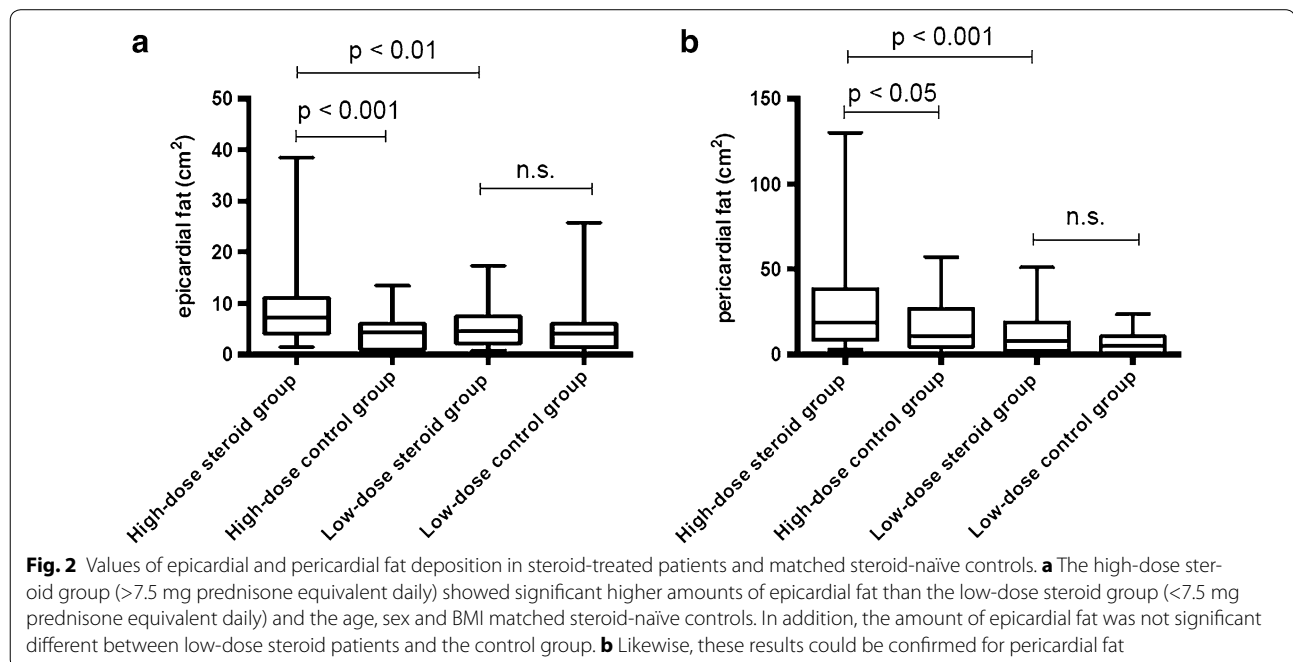 a
p < 0.01
p < 0.001
n.s.
epicardial fat (cm²)
50
40
30
20
10
0
High-dose steroid group
High-dose control group
Low-dose steroid group
Low-dose control group
b
p < 0.001
p < 0.05
n.s.
pericardial fat (cm²)
150
100
50
0
High-dose steroid group
High-dose control group
Low-dose steroid group
Low-dose control group
Fig. 2 Values of epicardial and pericardial fat deposition in steroid-treated patients and matched steroid-naïve controls. a The high-dose ster-
oid group (>7.5 mg prednisone equivalent daily) showed significant higher amounts of epicardial fat than the low-dose steroid group (<7.5 mg
prednisone equivalent daily) and the age, sex and BMI matched steroid-naïve controls. In addition, the amount of epicardial fat was not significant
different between low-dose steroid patients and the control group. b Likewise, these results could be confirmed for pericardial fat